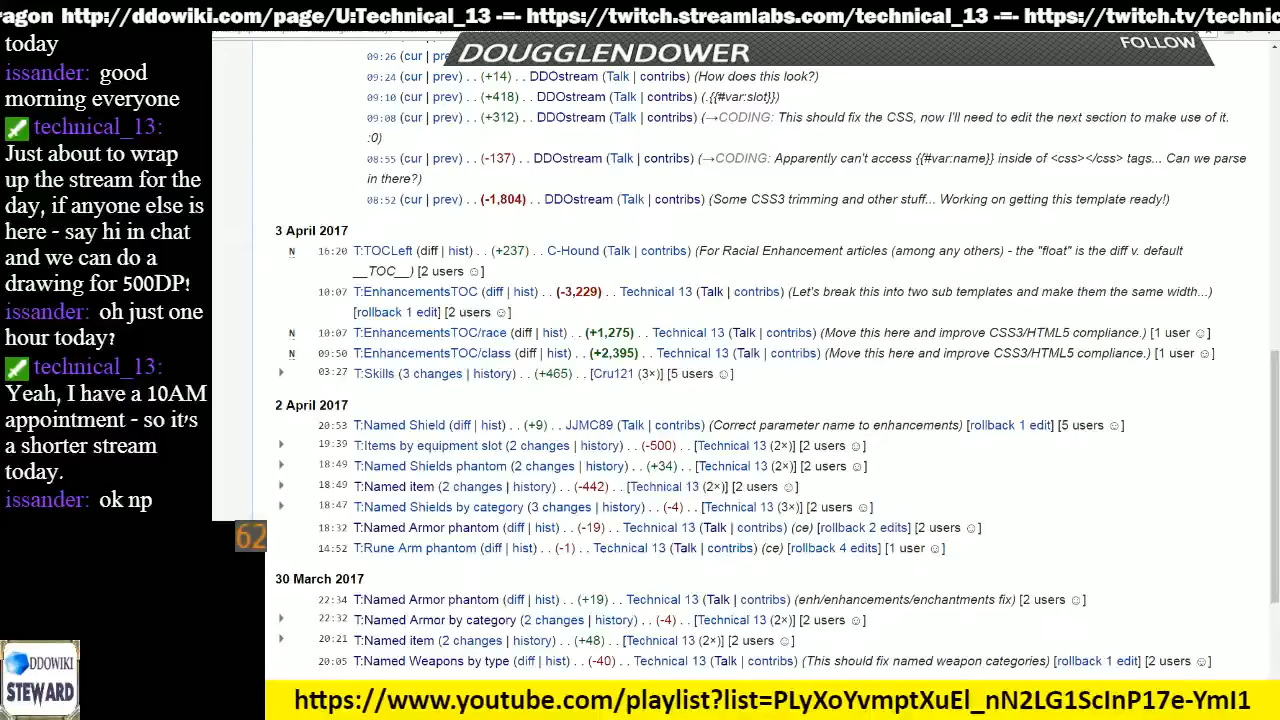 ragon http://ddowiki.com/page/U:Technical_13 -=- https://twitch.streamlabs.com/technical_13 -=- https://twitch.tv/technic
today
issander: good
morning everyone
technical_13:
Just about to wrap
up the stream for the
day, if anyone else is
here - say hi in chat
and we can do a
drawing for 500DP!
issander: oh just one
hour today?
technical_13:
Yeah, I have a 10AM
appointment - so it's
a shorter stream
today.
issander: ok np
DOUGGLENDOWER
FOLLOW
09:26 (cur | prev)
09:24 (cur | prev) . . (+14) . . DDOstream (Talk | contribs) (How does this look?)
09:10 (cur | prev) . . (+418) . . DDOstream (Talk | contribs) (.{{#var:slot}})
09:08 (cur | prev) . . (+312) . . DDOstream (Talk | contribs) (→CODING: This should fix the CSS, now I'll need to edit the next section to make use of it.
:0)
08:55 (cur | prev) . . (-137) . . DDOstream (Talk | contribs) (→CODING: Apparently can't access {{#var:name}} inside of <css></css> tags... Can we parse
in there?)
08:52 (cur | prev) . . (-1,804) . . DDOstream (Talk | contribs) (Some CSS3 trimming and other stuff... Working on getting this template ready!)
3 April 2017
N 16:20 T:TOCLeft (diff | hist) . . (+237) . . C-Hound (Talk | contribs) (For Racial Enhancement articles (among any others) - the "float" is the diff v. default
__TOC__) [2 users ☺]
10:07 T:EnhancementsTOC (diff | hist) . . (-3,229) . . Technical 13 (Talk | contribs) (Let's break this into two sub templates and make them the same width...)
[rollback 1 edit] [2 users ☺]
N 10:07 T:EnhancementsTOC/race (diff | hist) . . (+1,275) . . Technical 13 (Talk | contribs) (Move this here and improve CSS3/HTML5 compliance.) [1 user ☺]
N 09:50 T:EnhancementsTOC/class (diff | hist) . . (+2,395) . . Technical 13 (Talk | contribs) (Move this here and improve CSS3/HTML5 compliance.) [1 user ☺]
03:27 T:Skills (3 changes | history) . . (+465) . . [Cru121 (3×)] [5 users ☺]
2 April 2017
20:53 T:Named Shield (diff | hist) . . (+9) . . JJMC89 (Talk | contribs) (Correct parameter name to enhancements) [rollback 1 edit] [5 users ☺]
19:39 T:Items by equipment slot (2 changes | history) . . (-500) . . [Technical 13 (2×)] [2 users ☺]
18:49 T:Named Shields phantom (2 changes | history) . . (+34) . . [Technical 13 (2×)] [2 users ☺]
18:49 T:Named item (2 changes | history) . . (-442) . . [Technical 13 (2×)] [2 users ☺]
18:47 T:Named Shields by category (3 changes | history) . . (-4) . . [Technical 13 (3×)] [2 users ☺]
18:32 T:Named Armor phantom (diff | hist) . . (-19) . . Technical 13 (Talk | contribs) (ce) [rollback 2 edits] [2 users ☺]
14:52 T:Rune Arm phantom (diff | hist) . . (-1) . . Technical 13 (Talk | contribs) (ce) [rollback 4 edits] [1 user ☺]
62
30 March 2017
22:34 T:Named Armor phantom (diff | hist) . . (+19) . . Technical 13 (Talk | contribs) (enh/enhancements/enchantments fix) [2 users ☺]
22:32 T:Named Armor by category (2 changes | history) . . (-4) . . [Technical 13 (2×)] [2 users ☺]
20:21 T:Named item (2 changes | history) . . (+48) . . [Technical 13 (2×)] [2 users ☺]
20:05 T:Named Weapons by type (diff | hist) . . (-40) . . Technical 13 (Talk | contribs) (This should fix named weapon categories) [rollback 1 edit] [2 users ☺]
DDOWIKI
STEWARD
https://www.youtube.com/playlist?list=PLyXoYvmptXuEl_nN2LG1ScInP17e-YmI1